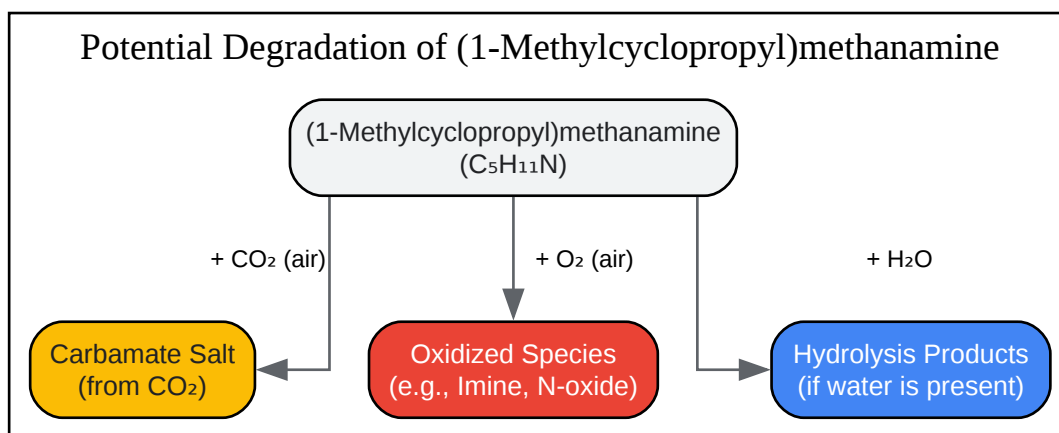 Potential Degradation of (1-Methylcyclopropyl)methanamine
(1-Methylcyclopropyl)methanamine
(C₅H₁₁N)
+ CO₂ (air)
+ O₂ (air)
+ H₂O
Carbamate Salt
(from CO₂)
Oxidized Species
(e.g., Imine, N-oxide)
Hydrolysis Products
(if water is present)